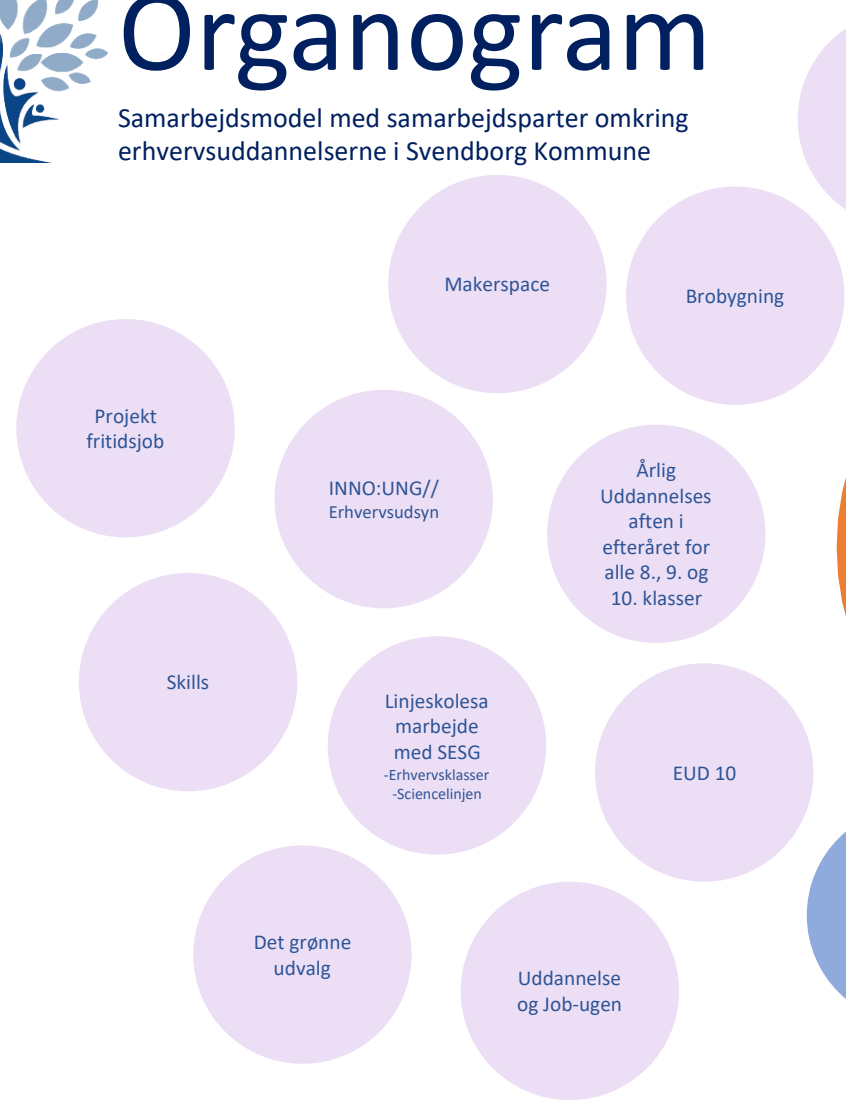 Organogram
Samarbejdsmodel med samarbejdsparter omkring
erhvervsuddannelserne i Svendborg Kommune
Makerspace
Brobygning
Projekt
fritidsjob
INNO:UNG//
Erhvervsudsyn
Årlig
Uddannelses
aften i
efteråret for
alle 8., 9. og
10. klasser
Skills
Linjeskolesa
marbejde
med SESG
-Erhvervsklasser
-Sciencelinjen
EUD 10
Det grønne
udvalg
Uddannelse
og Job-ugen